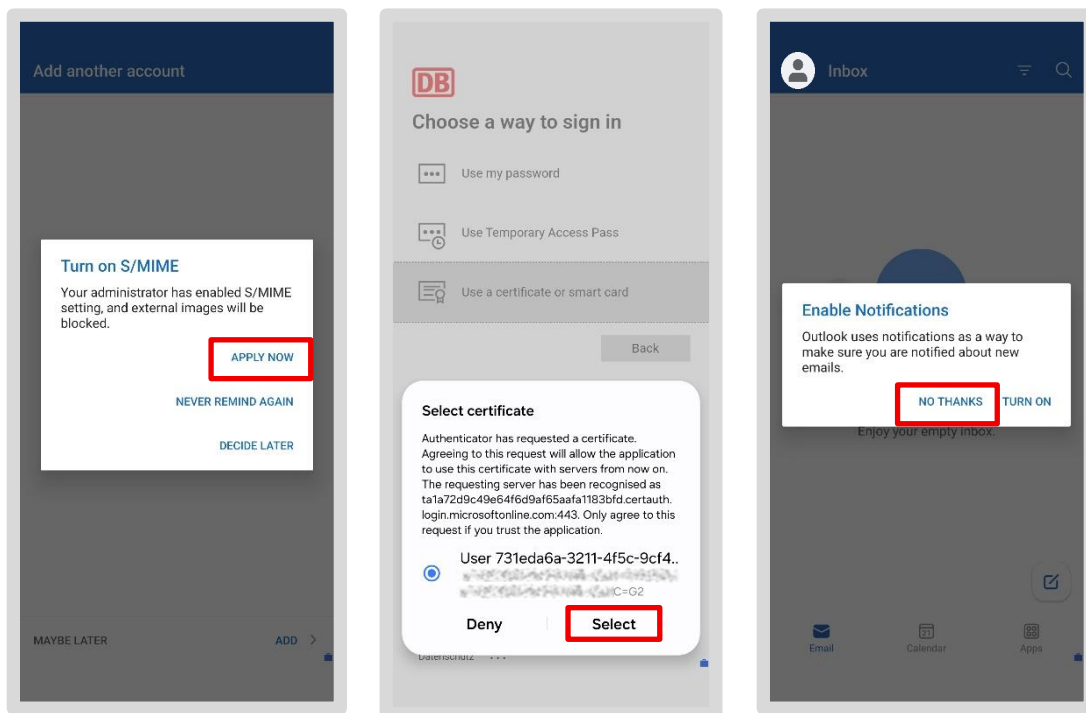 Add another account
Turn on S/MIME
Your administrator has enabled S/MIME
setting, and external images will be
blocked.
APPLY NOW
NEVER REMIND AGAIN
DECIDE LATER
MAYBE LATER
ADD
DB
Choose a way to sign in
Use my password
Use Temporary Access Pass
Use a certificate or smart card
Back
Select certificate
Authenticator has requested a certificate.
Agreeing to this request will allow the application
to use this certificate with servers from now on.
The requesting server has been recognised as
ta1a72d9c49e64f6d9af65aafa1183bfd.certauth.
login.microsoftonline.com:443. Only agree to this
request if you trust the application.
User 731eda6a-3211-4f5c-9cf4..
C=G2
Deny
Select
Datenschutz ...
Inbox
Enable Notifications
Outlook uses notifications as a way to
make sure you are notified about new
emails.
NO THANKS
TURN ON
Enjoy your empty inbox.
21
Email
Calendar
Apps